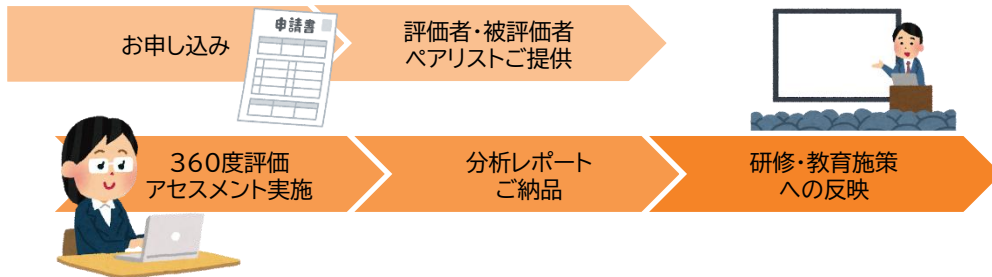 お申し込み
申請書
評価者・被評価者
ペアリストご提供
360度評価
アセスメント実施
分析レポート
ご納品
研修・教育施策
への反映